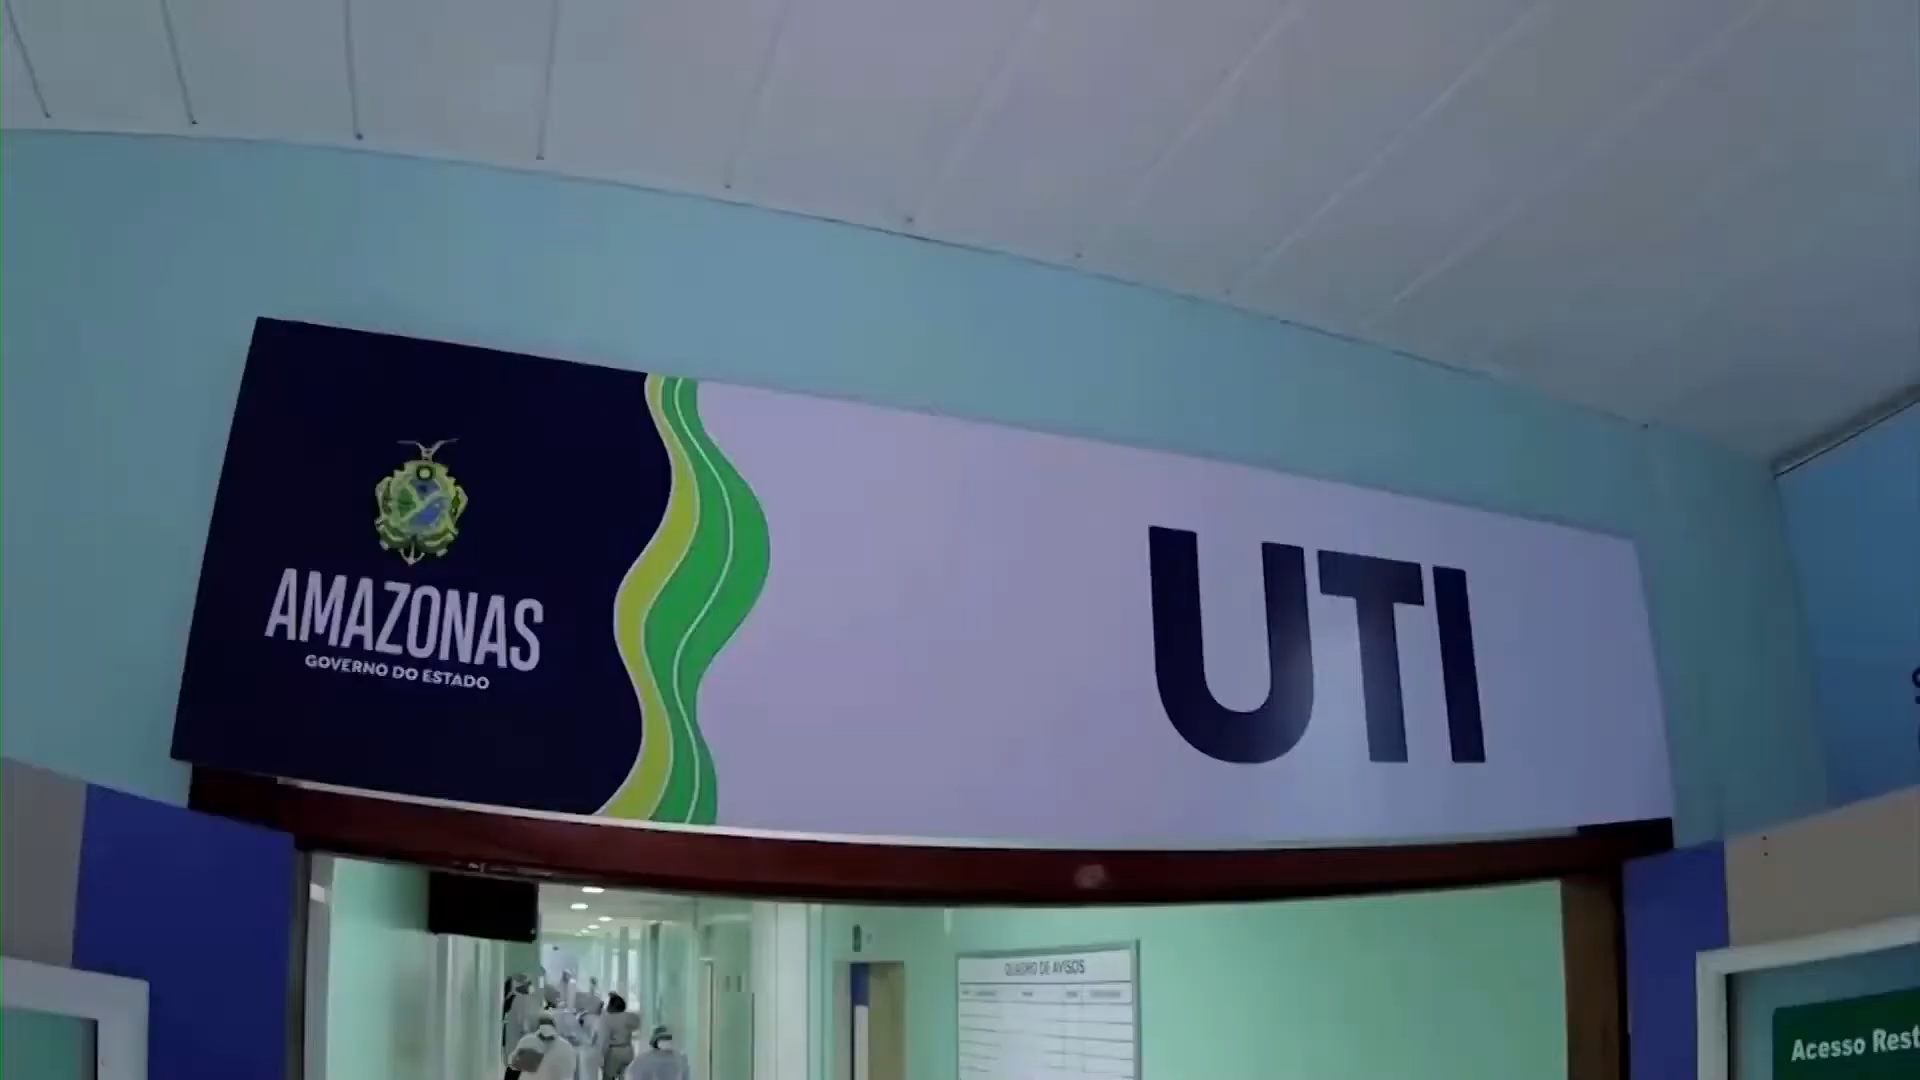 AMAZONAS
GOVERNO DO ESTADO
UTI
QUADRO DE AVISOS
Acesso Rest